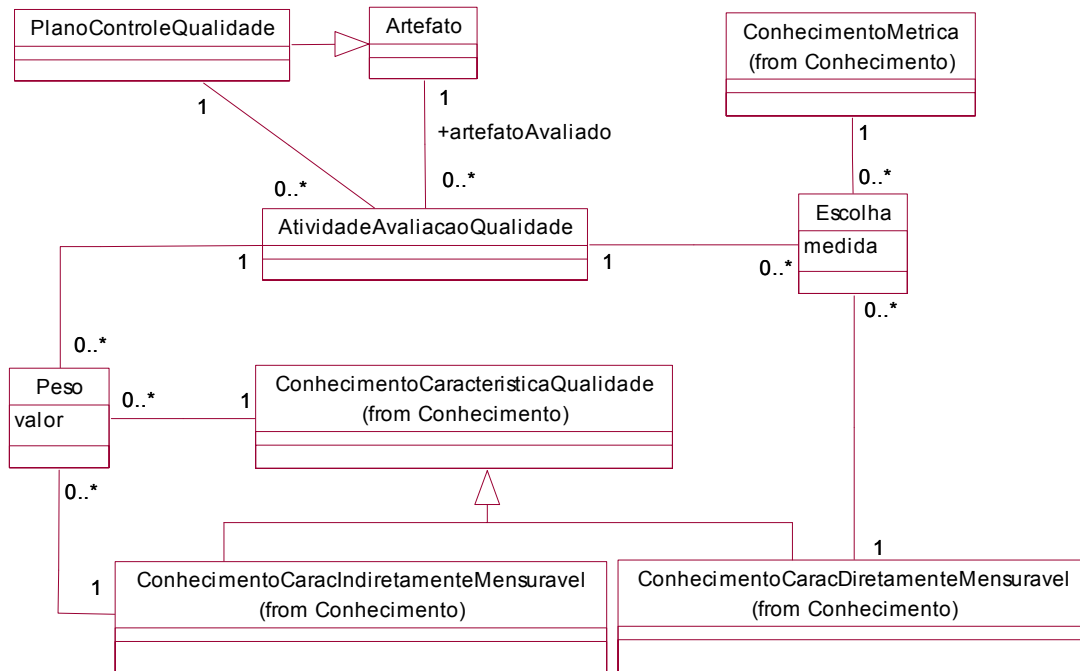 PlanoControleQualidade
Artefato
ConhecimentoMetrica
(from Conhecimento)
1
1
+artefatoAvaliado
1
0..*
0..*
0..*
Escolha
medida
AtividadeAvaliacaoQualidade
1
1
0..*
0..*
0..*
Peso
valor
0..*
1
ConhecimentoCaracteristicaQualidade
(from Conhecimento)
0..*
1
1
ConhecimentoCaracIndiretamenteMensuravel
(from Conhecimento)
ConhecimentoCaracDiretamenteMensuravel
(from Conhecimento)